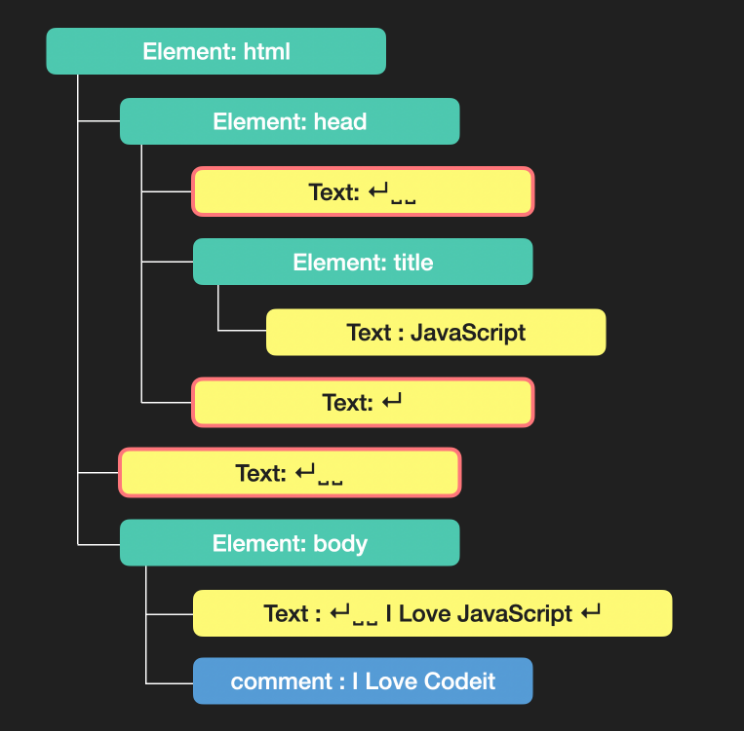 Element: html
Element: head
Text: ↵␣␣
Element: title
Text : JavaScript
Text: ↵
Text: ↵␣␣
Element: body
Text : ↵␣␣ I Love JavaScript ↵
comment : I Love Codeit